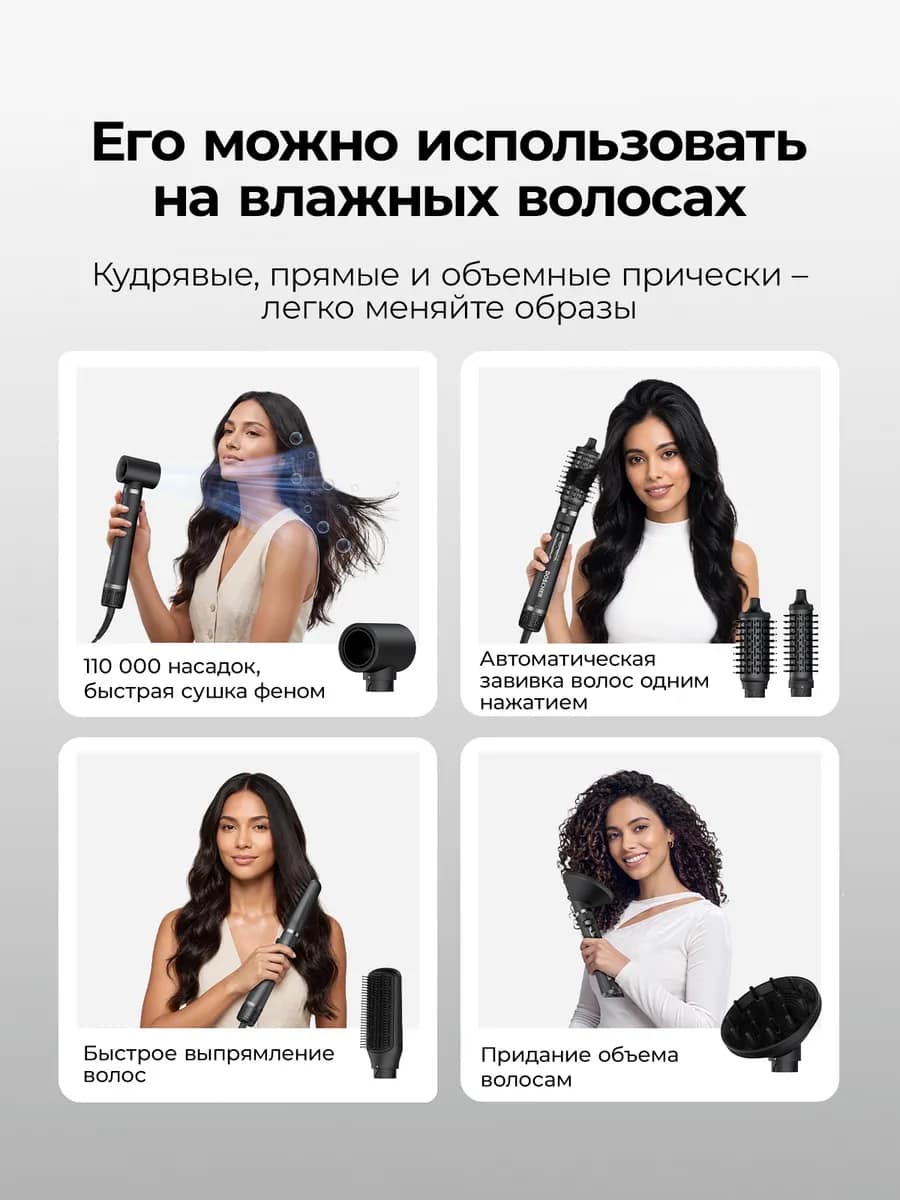 Его можно использовать
на влажных волосах
Кудрявые, прямые и объемные прически –
легко меняйте образы
110 000 насадок,
быстрая сушка феном
Автоматическая
завивка волос одним
нажатием
Быстрое выпрямление
волос
Придание объема
волосам